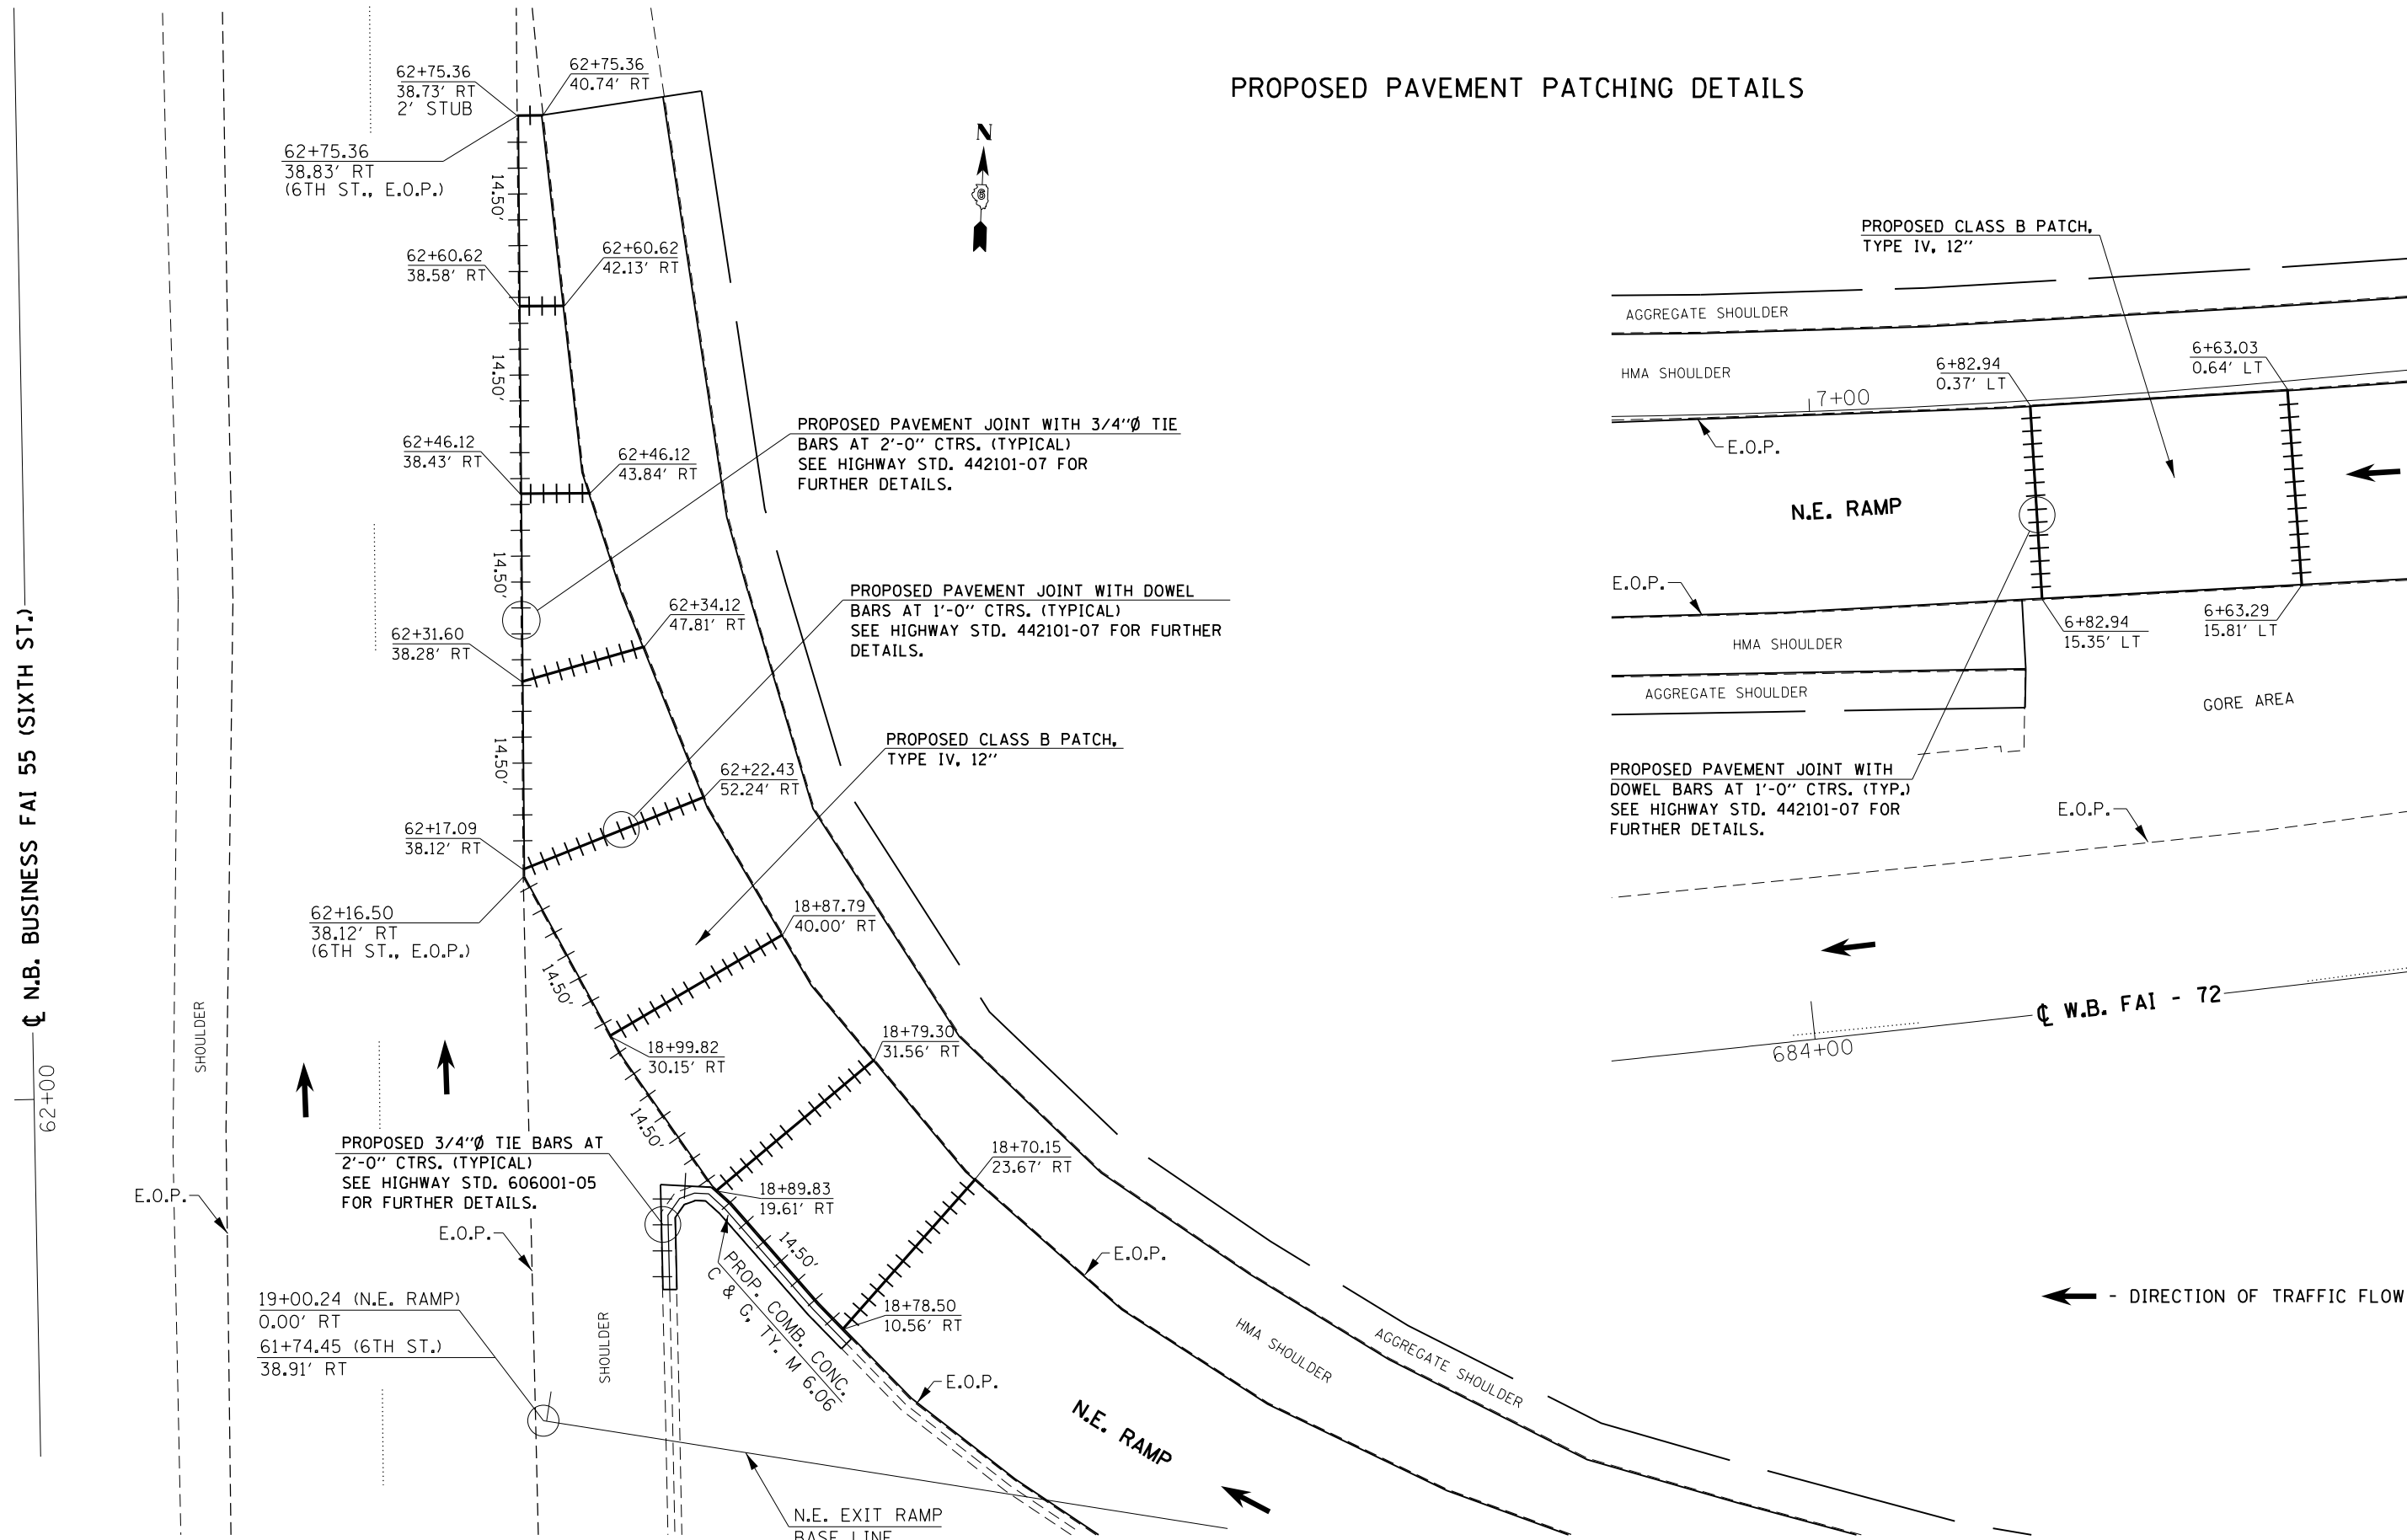 PROPOSED PAVEMENT PATCHING DETAILS
62+75.36
38.73' RT
2' STUB
62+75.36
40.74' RT
62+75.36
38.83' RT
(6TH ST., E.O.P.)
N
6
14.50'
62+60.62
38.58' RT
62+60.62
42.13' RT
14.50'
62+46.12
38.43' RT
62+46.12
43.84' RT
PROPOSED PAVEMENT JOINT WITH 3/4"Ø TIE
BARS AT 2'-0" CTRS. (TYPICAL)
SEE HIGHWAY STD. 442101-07 FOR
FURTHER DETAILS.
14.50'
62+34.12
47.81' RT
62+31.60
38.28' RT
PROPOSED PAVEMENT JOINT WITH DOWEL
BARS AT 1'-0" CTRS. (TYPICAL)
SEE HIGHWAY STD. 442101-07 FOR FURTHER
DETAILS.
14.50'
PROPOSED CLASS B PATCH,
TYPE IV, 12"
62+22.43
52.24' RT
62+17.09
38.12' RT
62+16.50
38.12' RT
(6TH ST., E.O.P.)
18+87.79
40.00' RT
14.50'
18+99.82
30.15' RT
18+79.30
31.56' RT
14.50'
℄ N.B. BUSINESS FAI 55 (SIXTH ST.)
62+00
SHOULDER
PROPOSED 3/4"Ø TIE BARS AT
2'-0" CTRS. (TYPICAL)
SEE HIGHWAY STD. 606001-05
FOR FURTHER DETAILS.
18+70.15
23.67' RT
18+89.83
19.61' RT
E.O.P.
E.O.P.
14.50'
PROP. COMB. CONC.
C & G, TY. M 6.06
18+78.50
10.56' RT
E.O.P.
19+00.24 (N.E. RAMP)
0.00' RT
61+74.45 (6TH ST.)
38.91' RT
SHOULDER
E.O.P.
HMA SHOULDER
AGGREGATE SHOULDER
N.E. RAMP
N.E. EXIT RAMP
BASE LINE
PROPOSED CLASS B PATCH,
TYPE IV, 12"
AGGREGATE SHOULDER
HMA SHOULDER
6+82.94
0.37' LT
6+63.03
0.64' LT
7+00
E.O.P.
N.E. RAMP
E.O.P.
HMA SHOULDER
AGGREGATE SHOULDER
6+82.94
15.35' LT
6+63.29
15.81' LT
GORE AREA
PROPOSED PAVEMENT JOINT WITH
DOWEL BARS AT 1'-0" CTRS. (TYP.)
SEE HIGHWAY STD. 442101-07 FOR
FURTHER DETAILS.
E.O.P.
℄ W.B. FAI - 72
684+00
- DIRECTION OF TRAFFIC FLOW